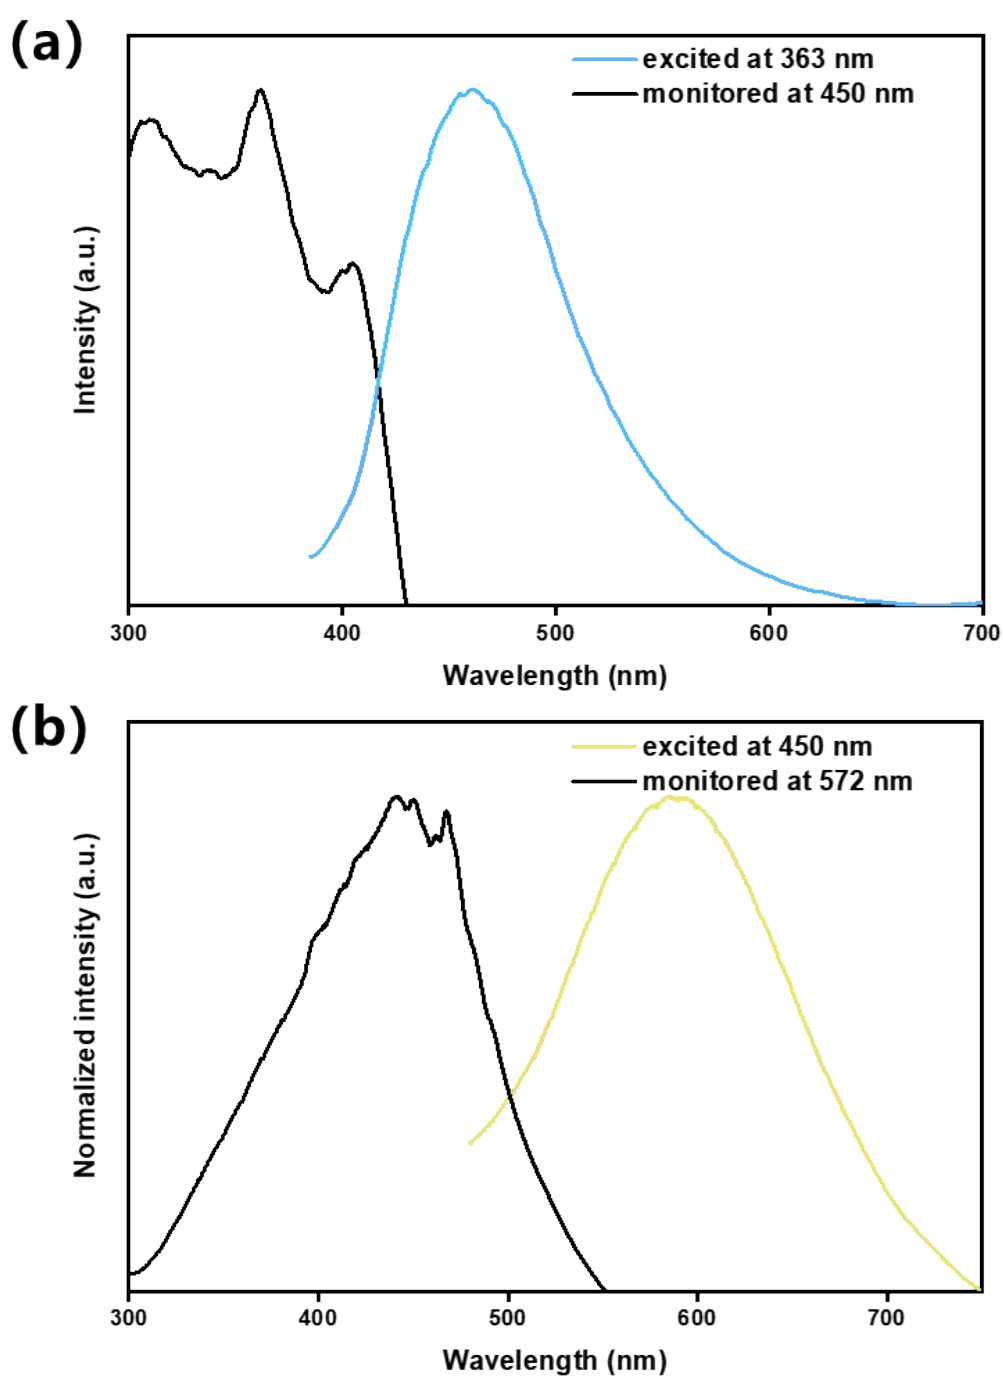 (a)
excited at 363 nm
monitored at 450 nm
Intensity (a.u.)
300 400 500 600 700
Wavelength (nm)
(b)
excited at 450 nm
monitored at 572 nm
Normalized intensity (a.u.)
300 400 500 600 700
Wavelength (nm)